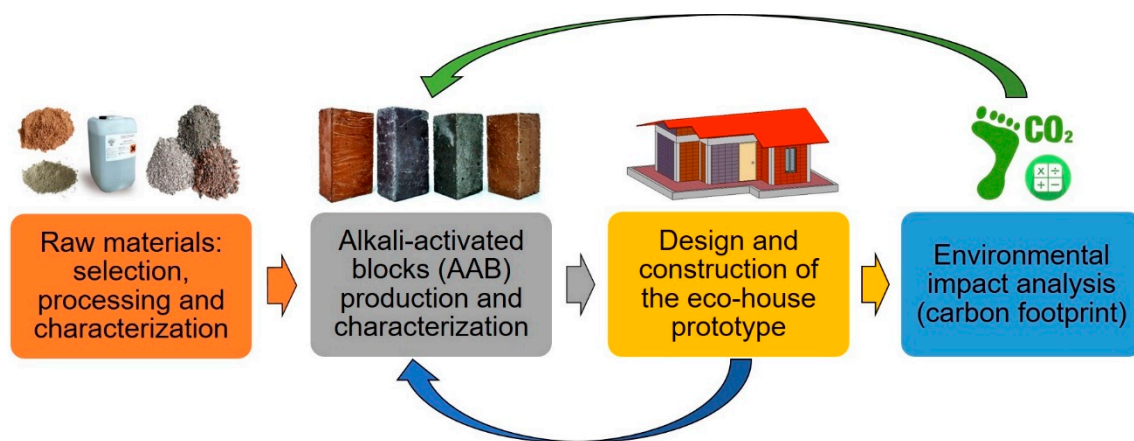 CO₂
Raw materials:
selection,
processing and
characterization
Alkali-activated
blocks (AAB)
production and
characterization
Design and
construction of
the eco-house
prototype
Environmental
impact analysis
(carbon footprint)